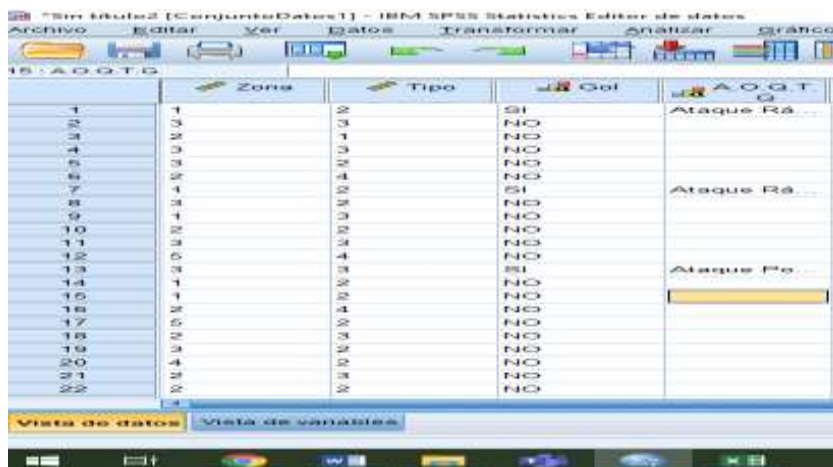 *Sin título2 [ConjuntoDatos1] - IBM SPSS Statistics Editor de datos
Archivo Editar Ver Datos Transformar Analizar Gráfico
15 : A.O.G.T.G
Zona Tipo Gol A.O.G.T.G
1 1 2 SI Ataque Rá...
2 3 3 NO
3 2 1 NO
4 3 3 NO
5 3 2 NO
6 2 4 NO
7 1 2 SI Ataque Rá...
8 3 2 NO
9 1 3 NO
10 2 2 NO
11 3 3 NO
12 5 4 NO
13 3 3 SI Ataque Po...
14 1 2 NO
15 1 2 NO
16 2 4 NO
17 5 2 NO
18 2 3 NO
19 3 2 NO
20 4 2 NO
21 2 3 NO
22 2 2 NO
Vista de datos Vista de variables